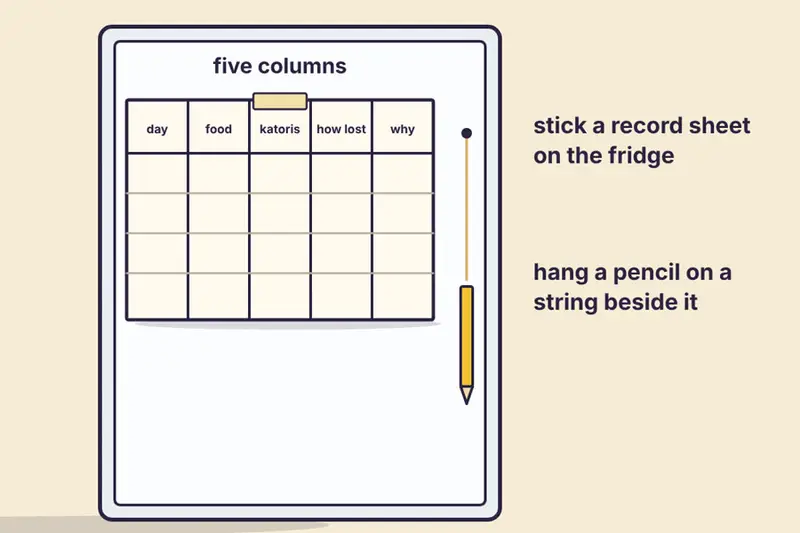 five columns
day food katoris how lost why
stick a record sheet
on the fridge
hang a pencil on a
string beside it